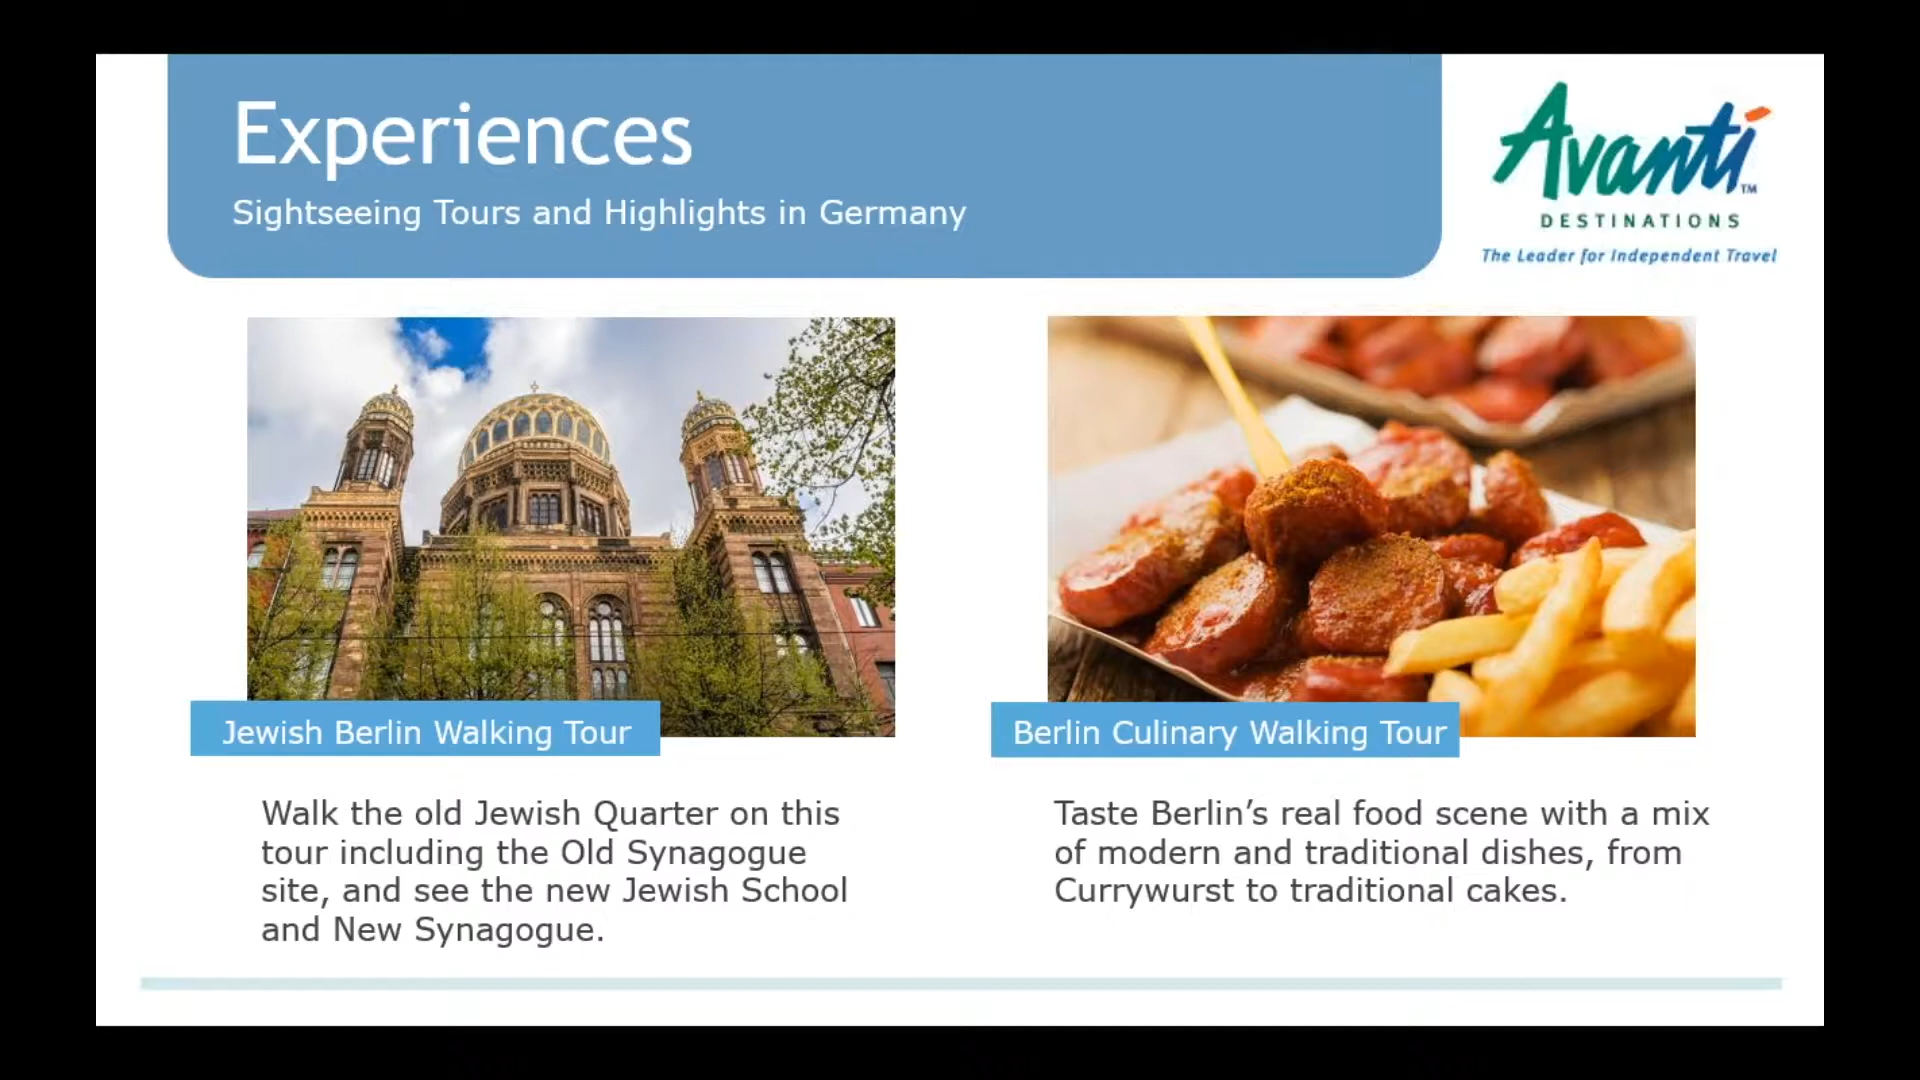 Experiences
Sightseeing Tours and Highlights in Germany
Avanti™
DESTINATIONS
The Leader for Independent Travel
Jewish Berlin Walking Tour
Walk the old Jewish Quarter on this
tour including the Old Synagogue
site, and see the new Jewish School
and New Synagogue.
Berlin Culinary Walking Tour
Taste Berlin’s real food scene with a mix
of modern and traditional dishes, from
Currywurst to traditional cakes.